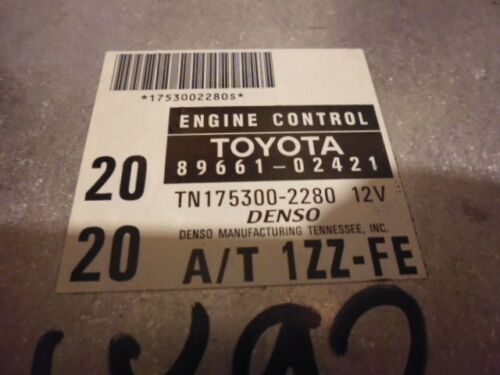 *1753002280S*
ENGINE CONTROL
TOYOTA
89661-02421
20
TN175300-2280 12V
DENSO
DENSO MANUFACTURING TENNESSEE, INC.
20
A/T 1ZZ-FE